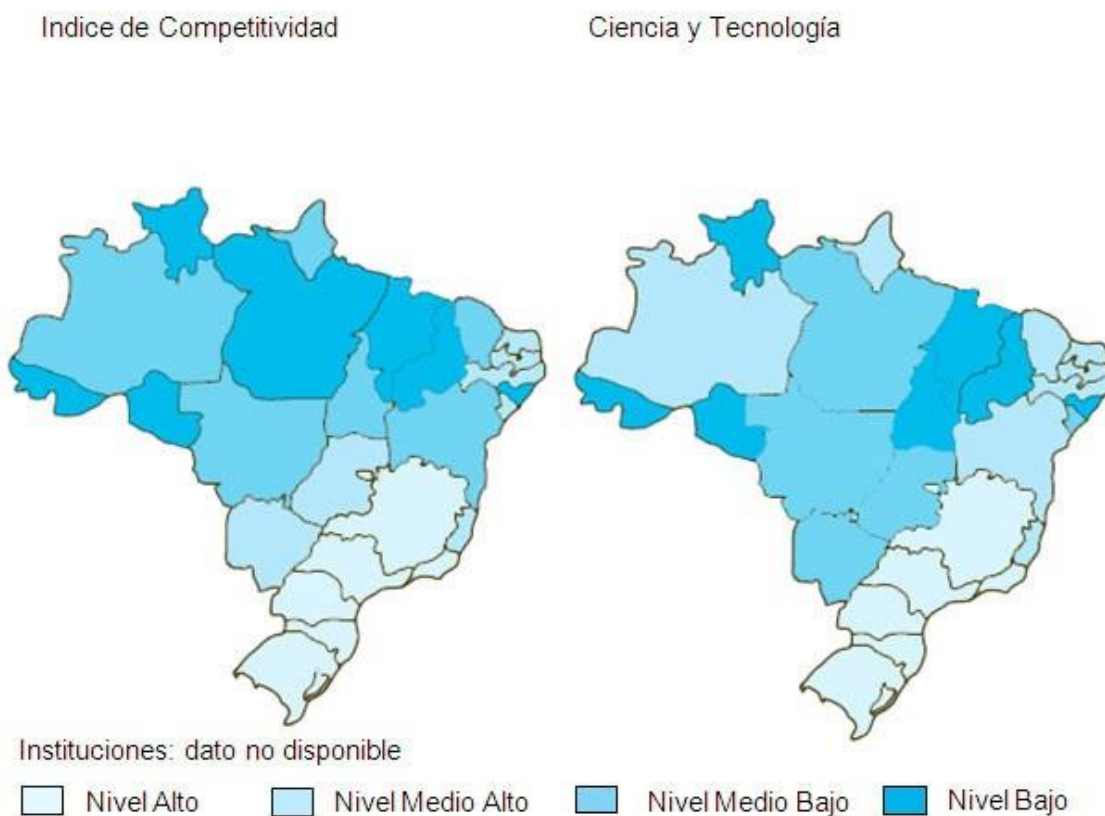 Indice de Competitividad
Ciencia y Tecnología
Instituciones: dato no disponible
Nivel Alto
Nivel Medio Alto
Nivel Medio Bajo
Nivel Bajo